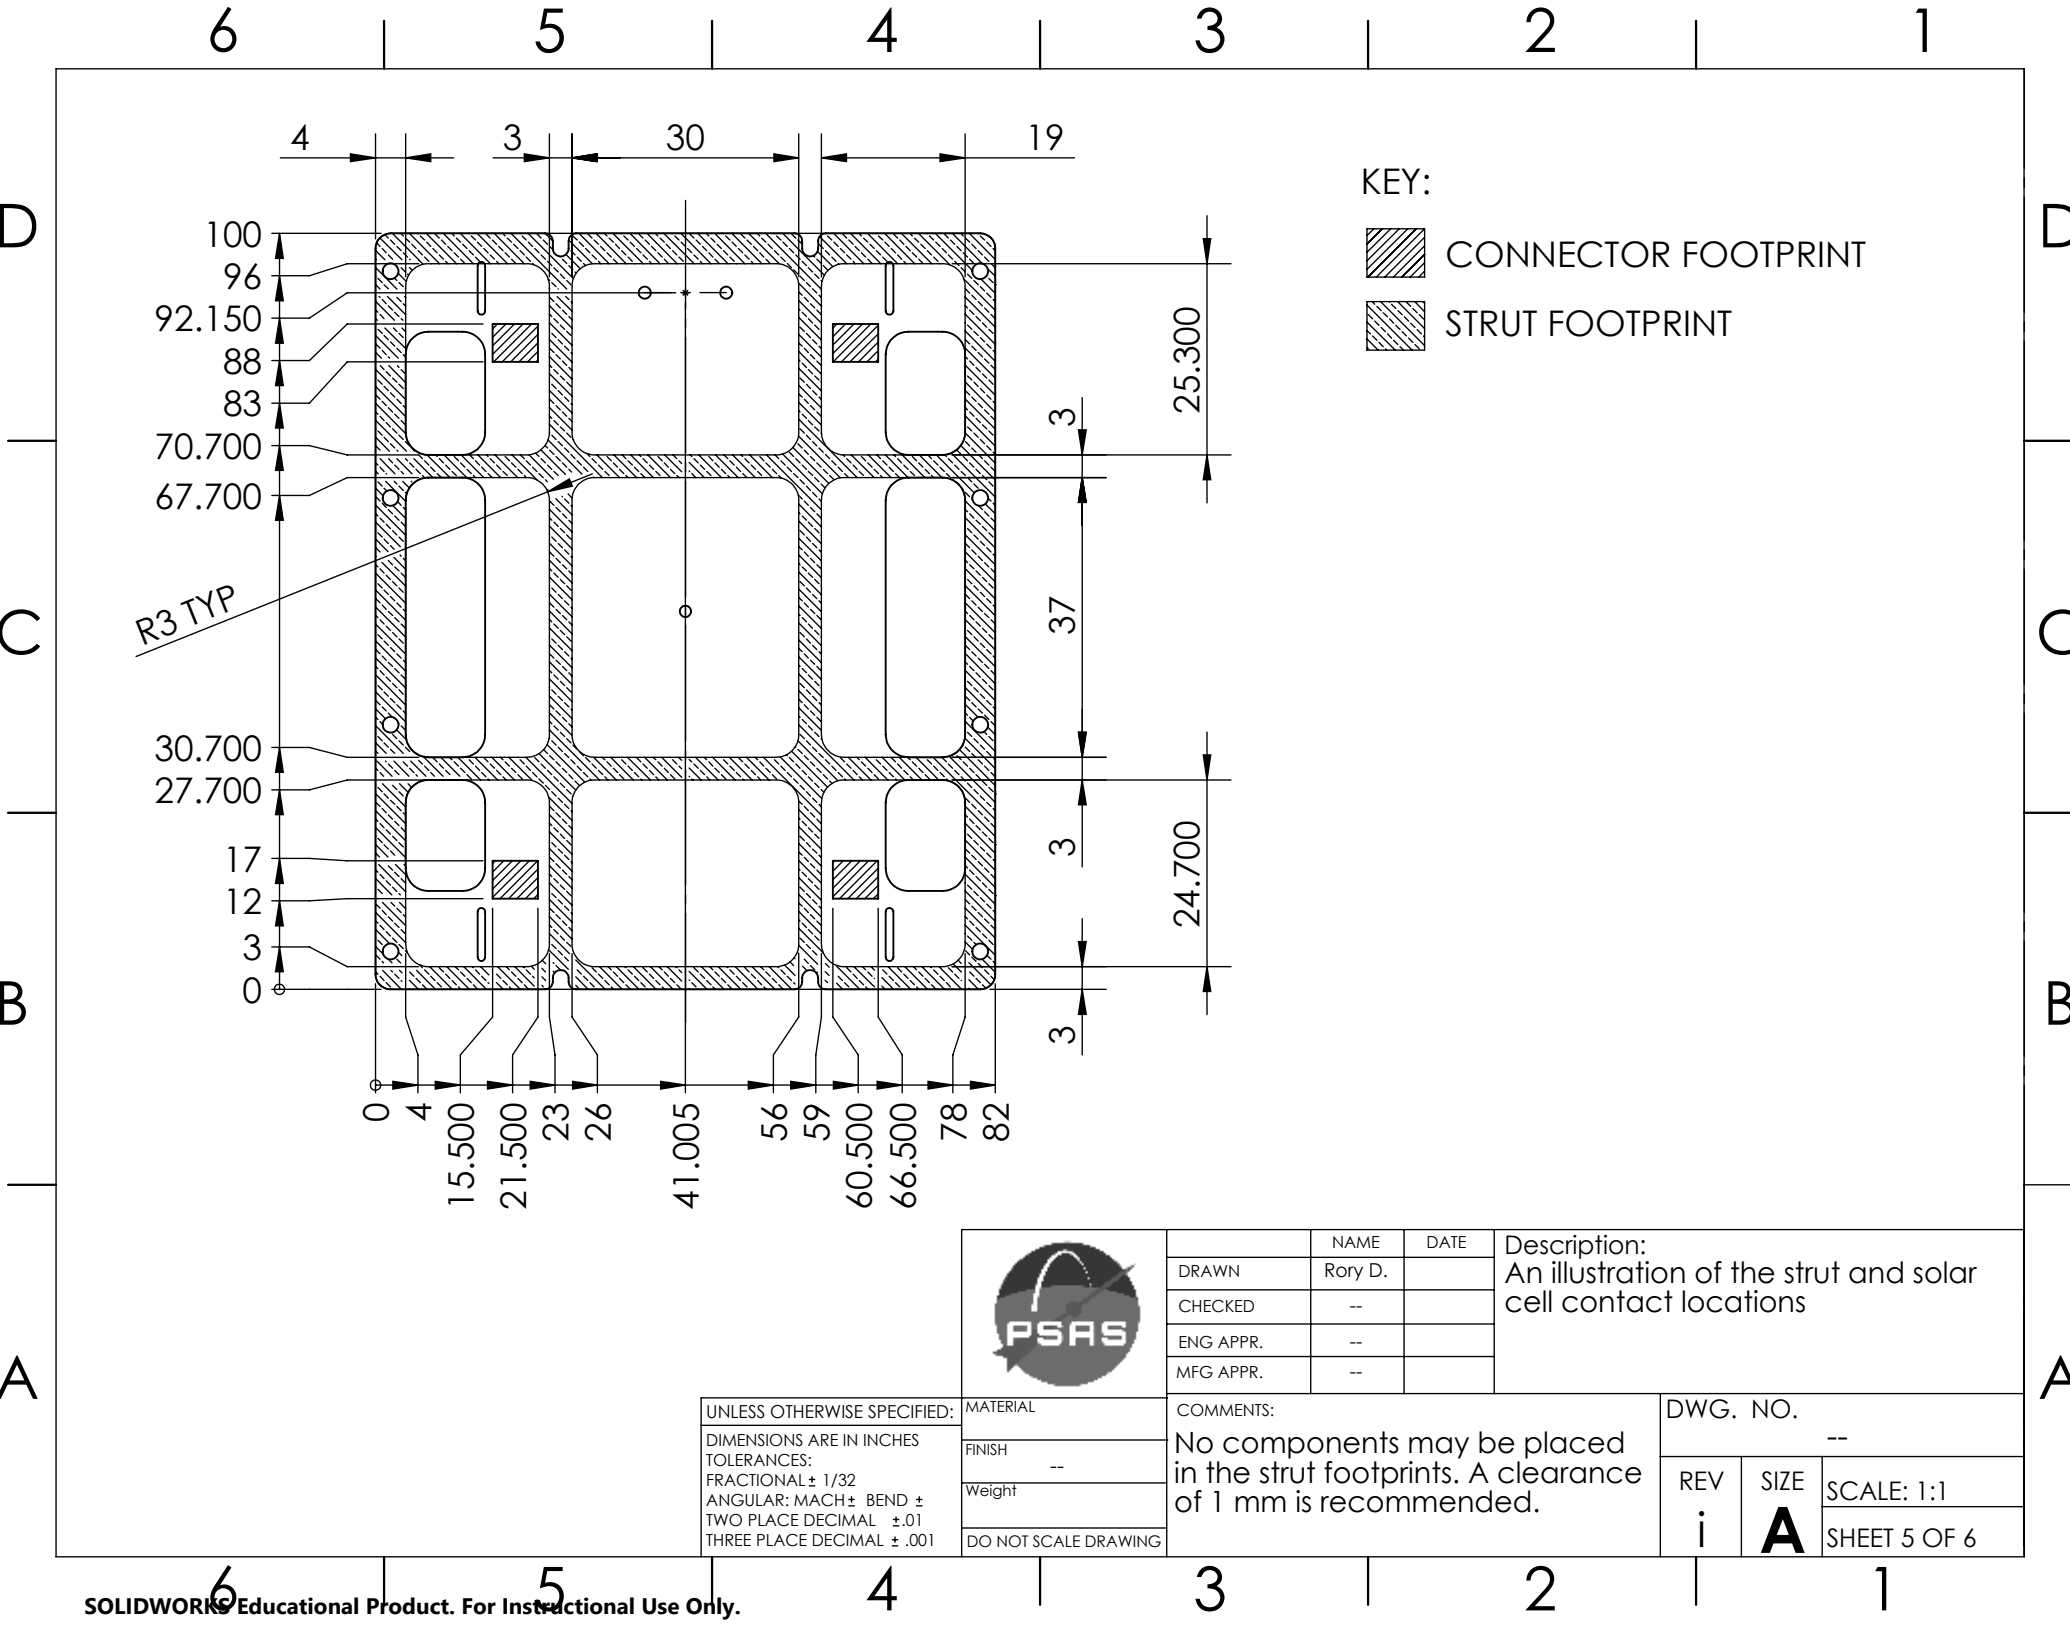 6 5 4 3 2 1
4 3 30 19
KEY:
D D
100
CONNECTOR FOOTPRINT
96
92.150
STRUT FOOTPRINT
88
25.300
83
3
70.700
67.700
R3 TYP
37
C C
30.700
27.700
17
3
24.700
12
3
0
B B
3
0 4 15.500 21.500 23 26 41.005 56 59 60.500 66.500 78 82
A A
PSAS
NAME DATE
DRAWN Rory D.
CHECKED --
ENG APPR. --
MFG APPR. --
Description:
An illustration of the strut and solar
cell contact locations
UNLESS OTHERWISE SPECIFIED:
DIMENSIONS ARE IN INCHES
TOLERANCES:
FRACTIONAL ± 1/32
ANGULAR: MACH ± BEND ±
TWO PLACE DECIMAL ±.01
THREE PLACE DECIMAL ± .001
MATERIAL
FINISH
--
Weight
DO NOT SCALE DRAWING
COMMENTS:
No components may be placed
in the strut footprints. A clearance
of 1 mm is recommended.
DWG. NO.
--
REV
i
SIZE
A
SCALE: 1:1
SHEET 5 OF 6
6 5 4 3 2 1
SOLIDWORKS Educational Product. For Instructional Use Only.